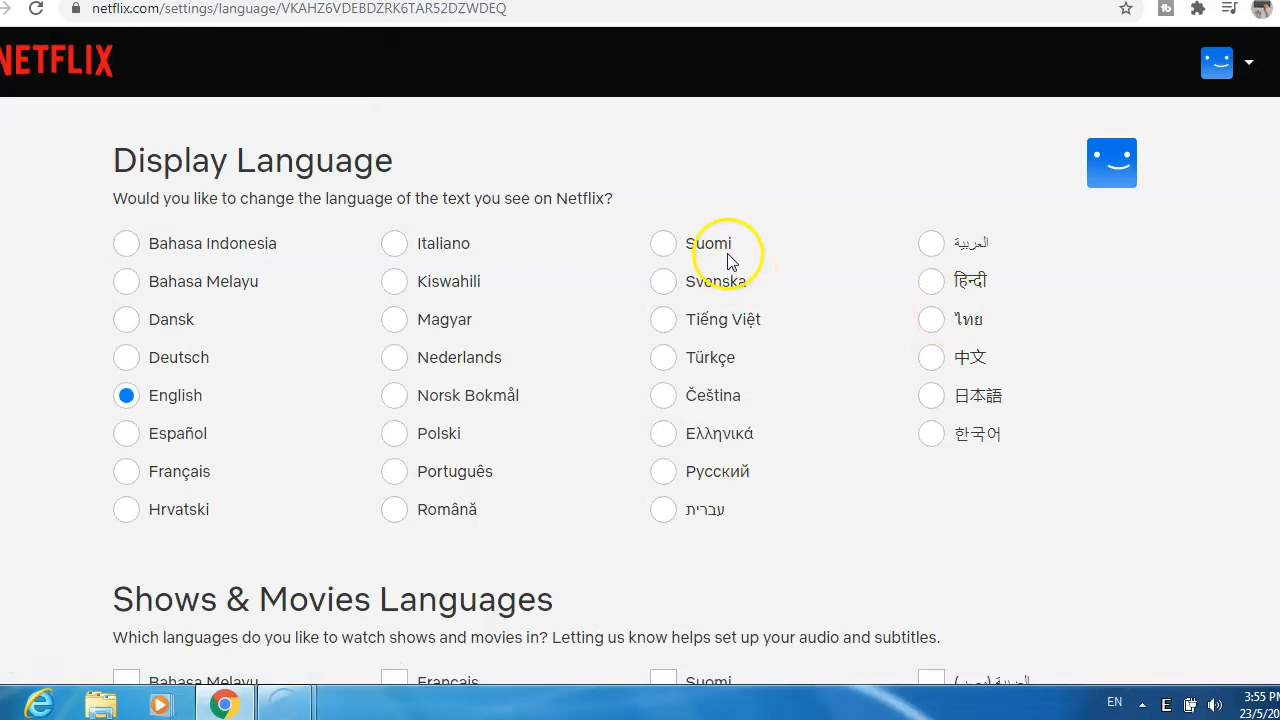 netflix.com/settings/language/VKAHZ6VDEBDZRK6TAR52DZWDEQ
NETFLIX
Display Language
Would you like to change the language of the text you see on Netflix?
Bahasa Indonesia
Italiano
Suomi
العربية
Bahasa Melayu
Kiswahili
Svenska
हिन्दी
Dansk
Magyar
Tiếng Việt
ไทย
Deutsch
Nederlands
Türkçe
中文
English
Norsk Bokmål
Čeština
日本語
Español
Polski
Ελληνικά
한국어
Français
Português
Русский
Hrvatski
Română
עברית
Shows & Movies Languages
Which languages do you like to watch shows and movies in? Letting us know helps set up your audio and subtitles.
Bahasa Melayu
Français
Suomi
EN
E
3:55 PM
23/5/20